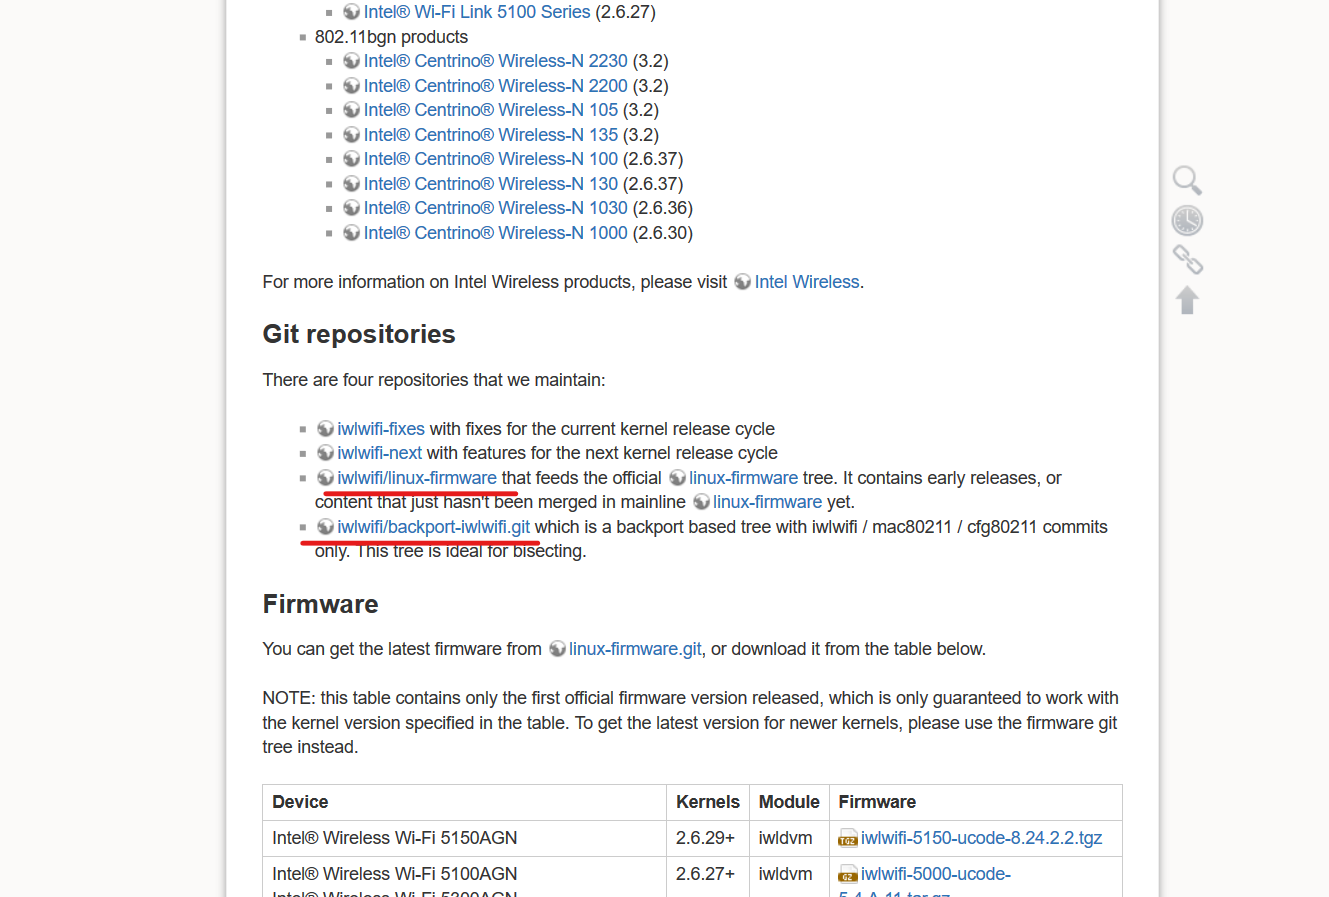 Intel® Wi-Fi Link 5100 Series (2.6.27)
802.11bgn products
Intel® Centrino® Wireless-N 2230 (3.2)
Intel® Centrino® Wireless-N 2200 (3.2)
Intel® Centrino® Wireless-N 105 (3.2)
Intel® Centrino® Wireless-N 135 (3.2)
Intel® Centrino® Wireless-N 100 (2.6.37)
Intel® Centrino® Wireless-N 130 (2.6.37)
Intel® Centrino® Wireless-N 1030 (2.6.36)
Intel® Centrino® Wireless-N 1000 (2.6.30)
For more information on Intel Wireless products, please visit Intel Wireless.
Git repositories
There are four repositories that we maintain:
iwlwifi-fixes with fixes for the current kernel release cycle
iwlwifi-next with features for the next kernel release cycle
iwlwifi/linux-firmware that feeds the official linux-firmware tree. It contains early releases, or
content that just hasn't been merged in mainline linux-firmware yet.
iwlwifi/backport-iwlwifi.git which is a backport based tree with iwlwifi / mac80211 / cfg80211 commits
only. This tree is ideal for bisecting.
Firmware
You can get the latest firmware from linux-firmware.git, or download it from the table below.
NOTE: this table contains only the first official firmware version released, which is only guaranteed to work with
the kernel version specified in the table. To get the latest version for newer kernels, please use the firmware git
tree instead.
Device Kernels Module Firmware
Intel® Wireless Wi-Fi 5150AGN 2.6.29+ iwldvm TGZ iwlwifi-5150-ucode-8.24.2.2.tgz
Intel® Wireless Wi-Fi 5100AGN 2.6.27+ iwldvm GZ iwlwifi-5000-ucode-
Intel® Wireless Wi-Fi 5300AGN 5.4.A.11.tar.gz